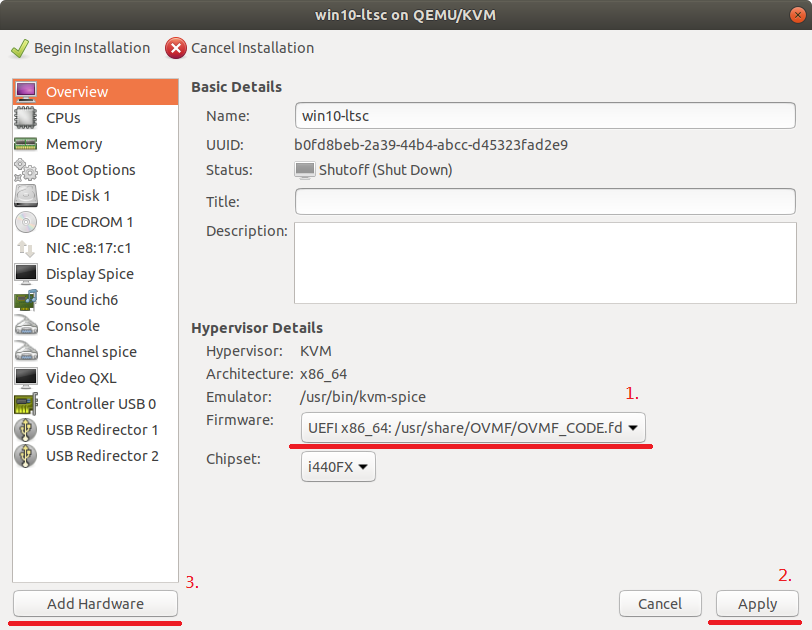 win10-ltsc on QEMU/KVM
Begin Installation Cancel Installation
Overview
CPUs
Memory
Boot Options
IDE Disk 1
IDE CDROM 1
NIC :e8:17:c1
Display Spice
Sound ich6
Console
Channel spice
Video QXL
Controller USB 0
USB Redirector 1
USB Redirector 2
3.
Add Hardware
Basic Details
Name: win10-ltsc
UUID: b0fd8beb-2a39-44b4-abcc-d45323fad2e9
Status: Shutoff (Shut Down)
Title:
Description:
Hypervisor Details
Hypervisor: KVM
Architecture: x86_64
Emulator: /usr/bin/kvm-spice
1.
Firmware: UEFI x86_64: /usr/share/OVMF/OVMF_CODE.fd
Chipset: i440FX
2.
Cancel Apply